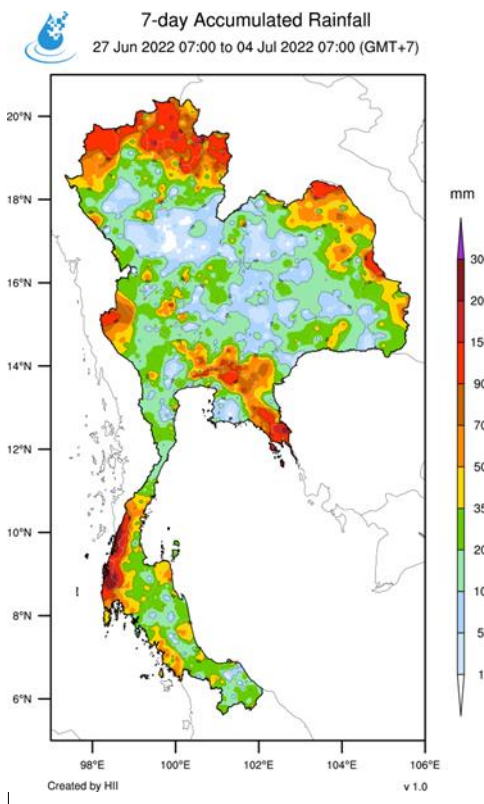 7-day Accumulated Rainfall
27 Jun 2022 07:00 to 04 Jul 2022 07:00 (GMT+7)
20°N
18°N
16°N
14°N
12°N
10°N
8°N
6°N
98°E
100°E
102°E
104°E
106°E
mm
30
20
15
90
70
50
35
20
10
5
1
Created by HII
v 1.0